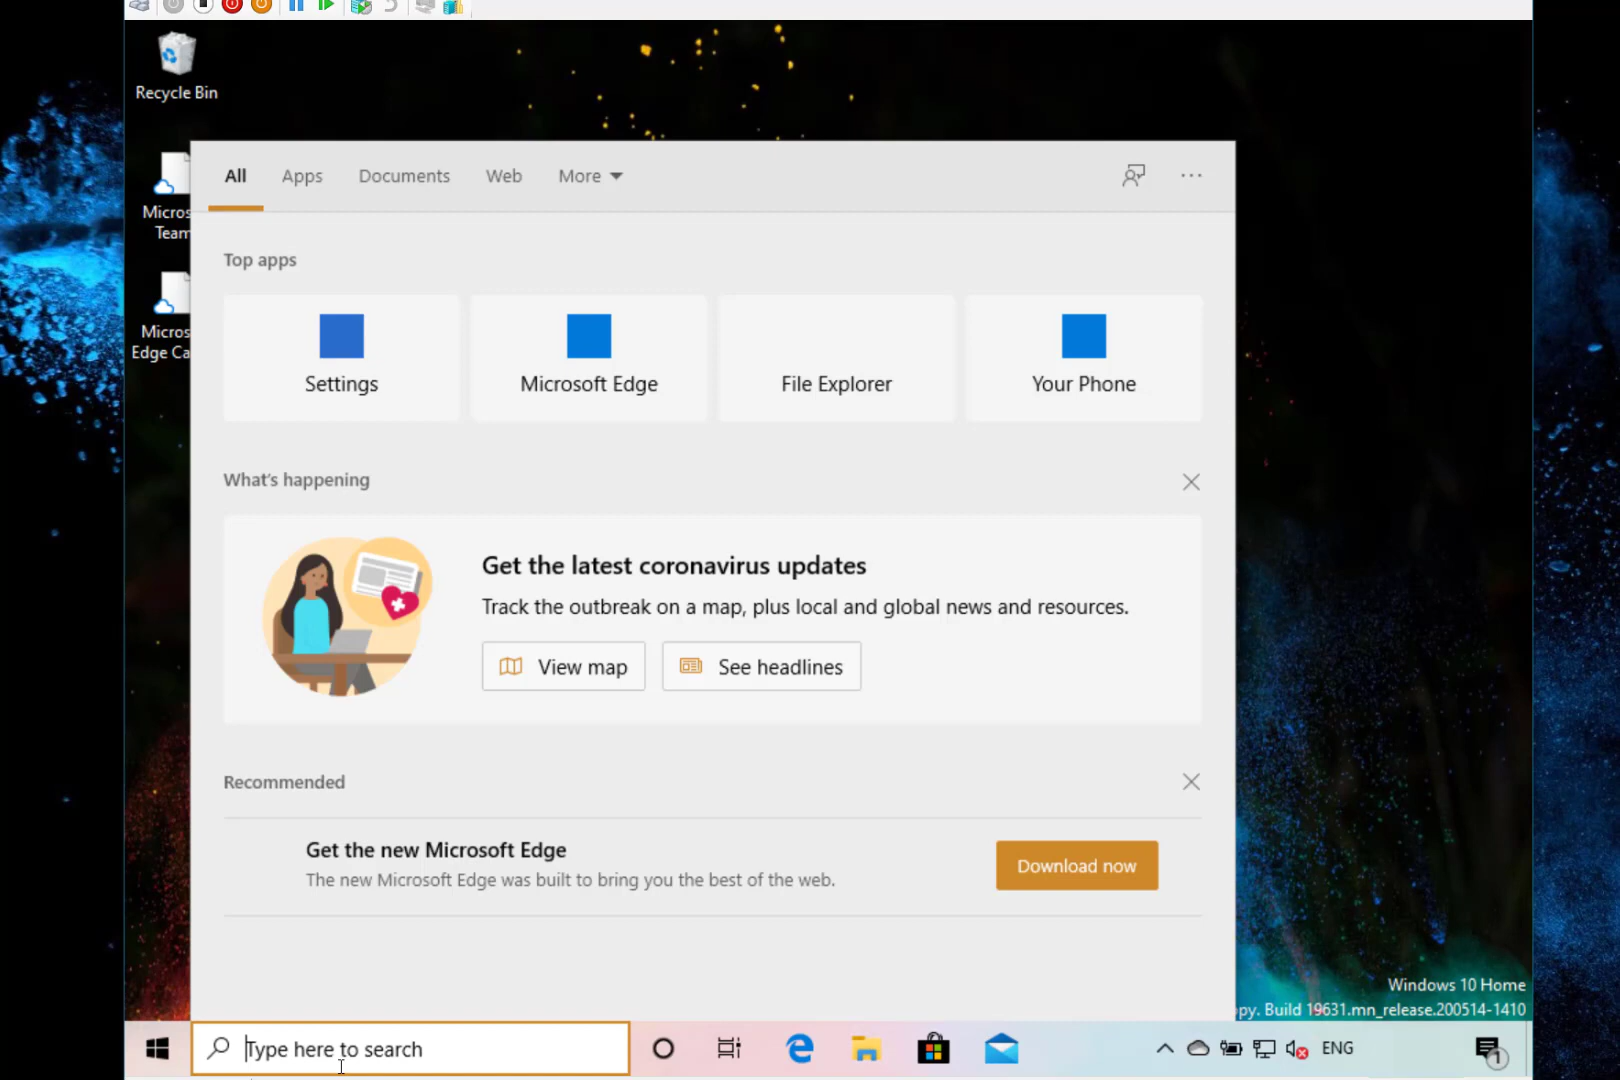 Recycle Bin
Micros
Team
Micros
Edge Ca
All Apps Documents Web More
Top apps
Settings Microsoft Edge File Explorer Your Phone
What's happening
Get the latest coronavirus updates
Track the outbreak on a map, plus local and global news and resources.
View map See headlines
Recommended
Get the new Microsoft Edge
The new Microsoft Edge was built to bring you the best of the web.
Download now
Windows 10 Home
py. Build 19631.mn_release.200514-1410
Type here to search
ENG
1